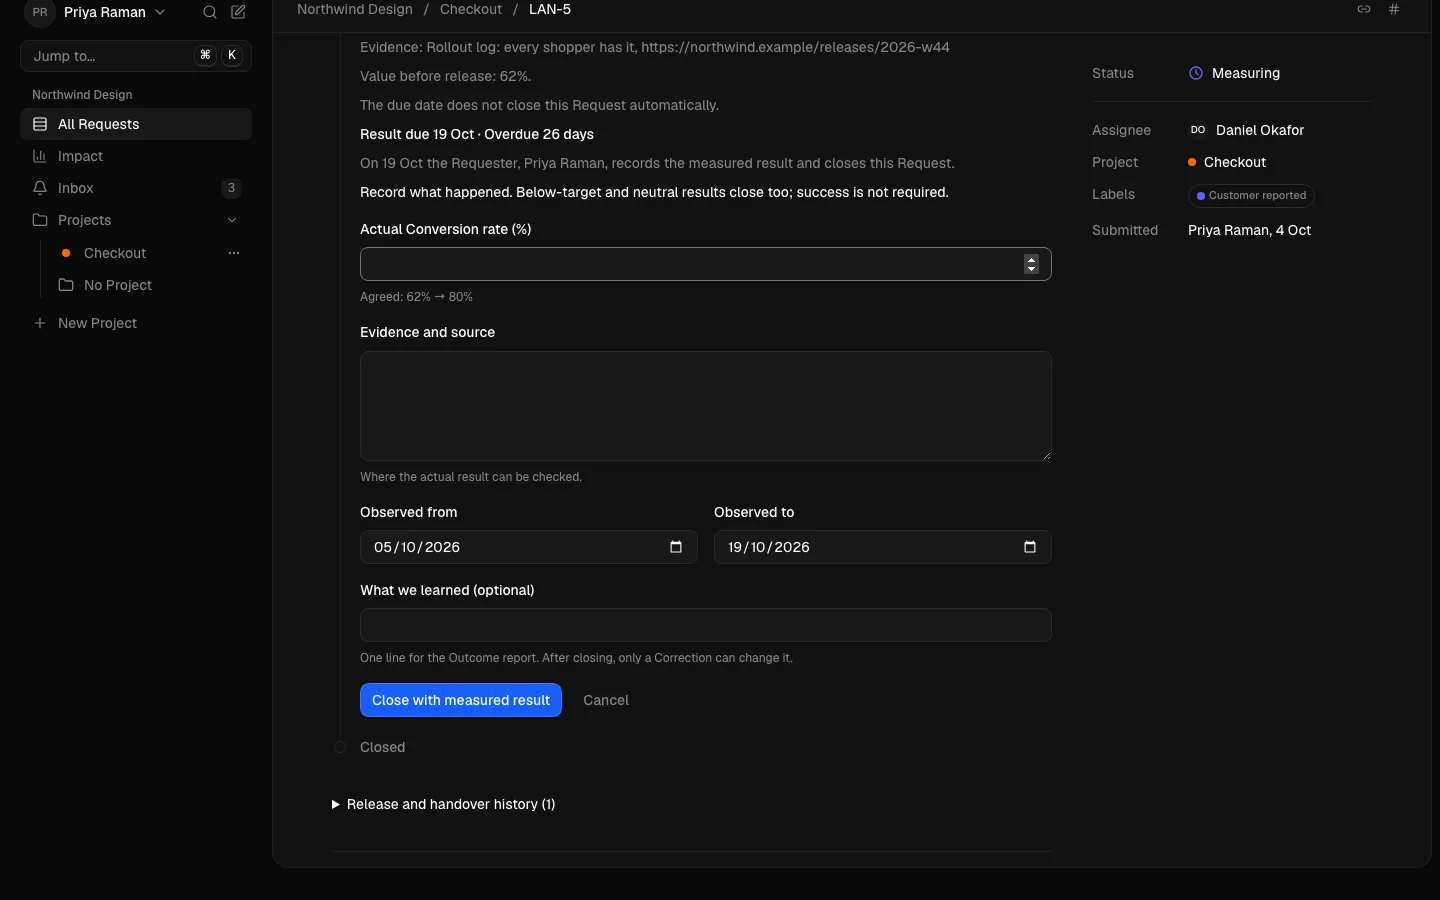 PR Priya Raman
Jump to... ⌘ K
Northwind Design
All Requests
Impact
Inbox 3
Projects
Checkout
No Project
New Project
Northwind Design / Checkout / LAN-5
Evidence: Rollout log: every shopper has it, https://northwind.example/releases/2026-w44
Value before release: 62%.
The due date does not close this Request automatically.
Result due 19 Oct · Overdue 26 days
On 19 Oct the Requester, Priya Raman, records the measured result and closes this Request.
Record what happened. Below-target and neutral results close too; success is not required.
Actual Conversion rate (%)
Agreed: 62% → 80%
Evidence and source
Where the actual result can be checked.
Observed from Observed to
05/10/2026 19/10/2026
What we learned (optional)
One line for the Outcome report. After closing, only a Correction can change it.
Close with measured result Cancel
Closed
Release and handover history (1)
Status Measuring
Assignee DO Daniel Okafor
Project Checkout
Labels Customer reported
Submitted Priya Raman, 4 Oct